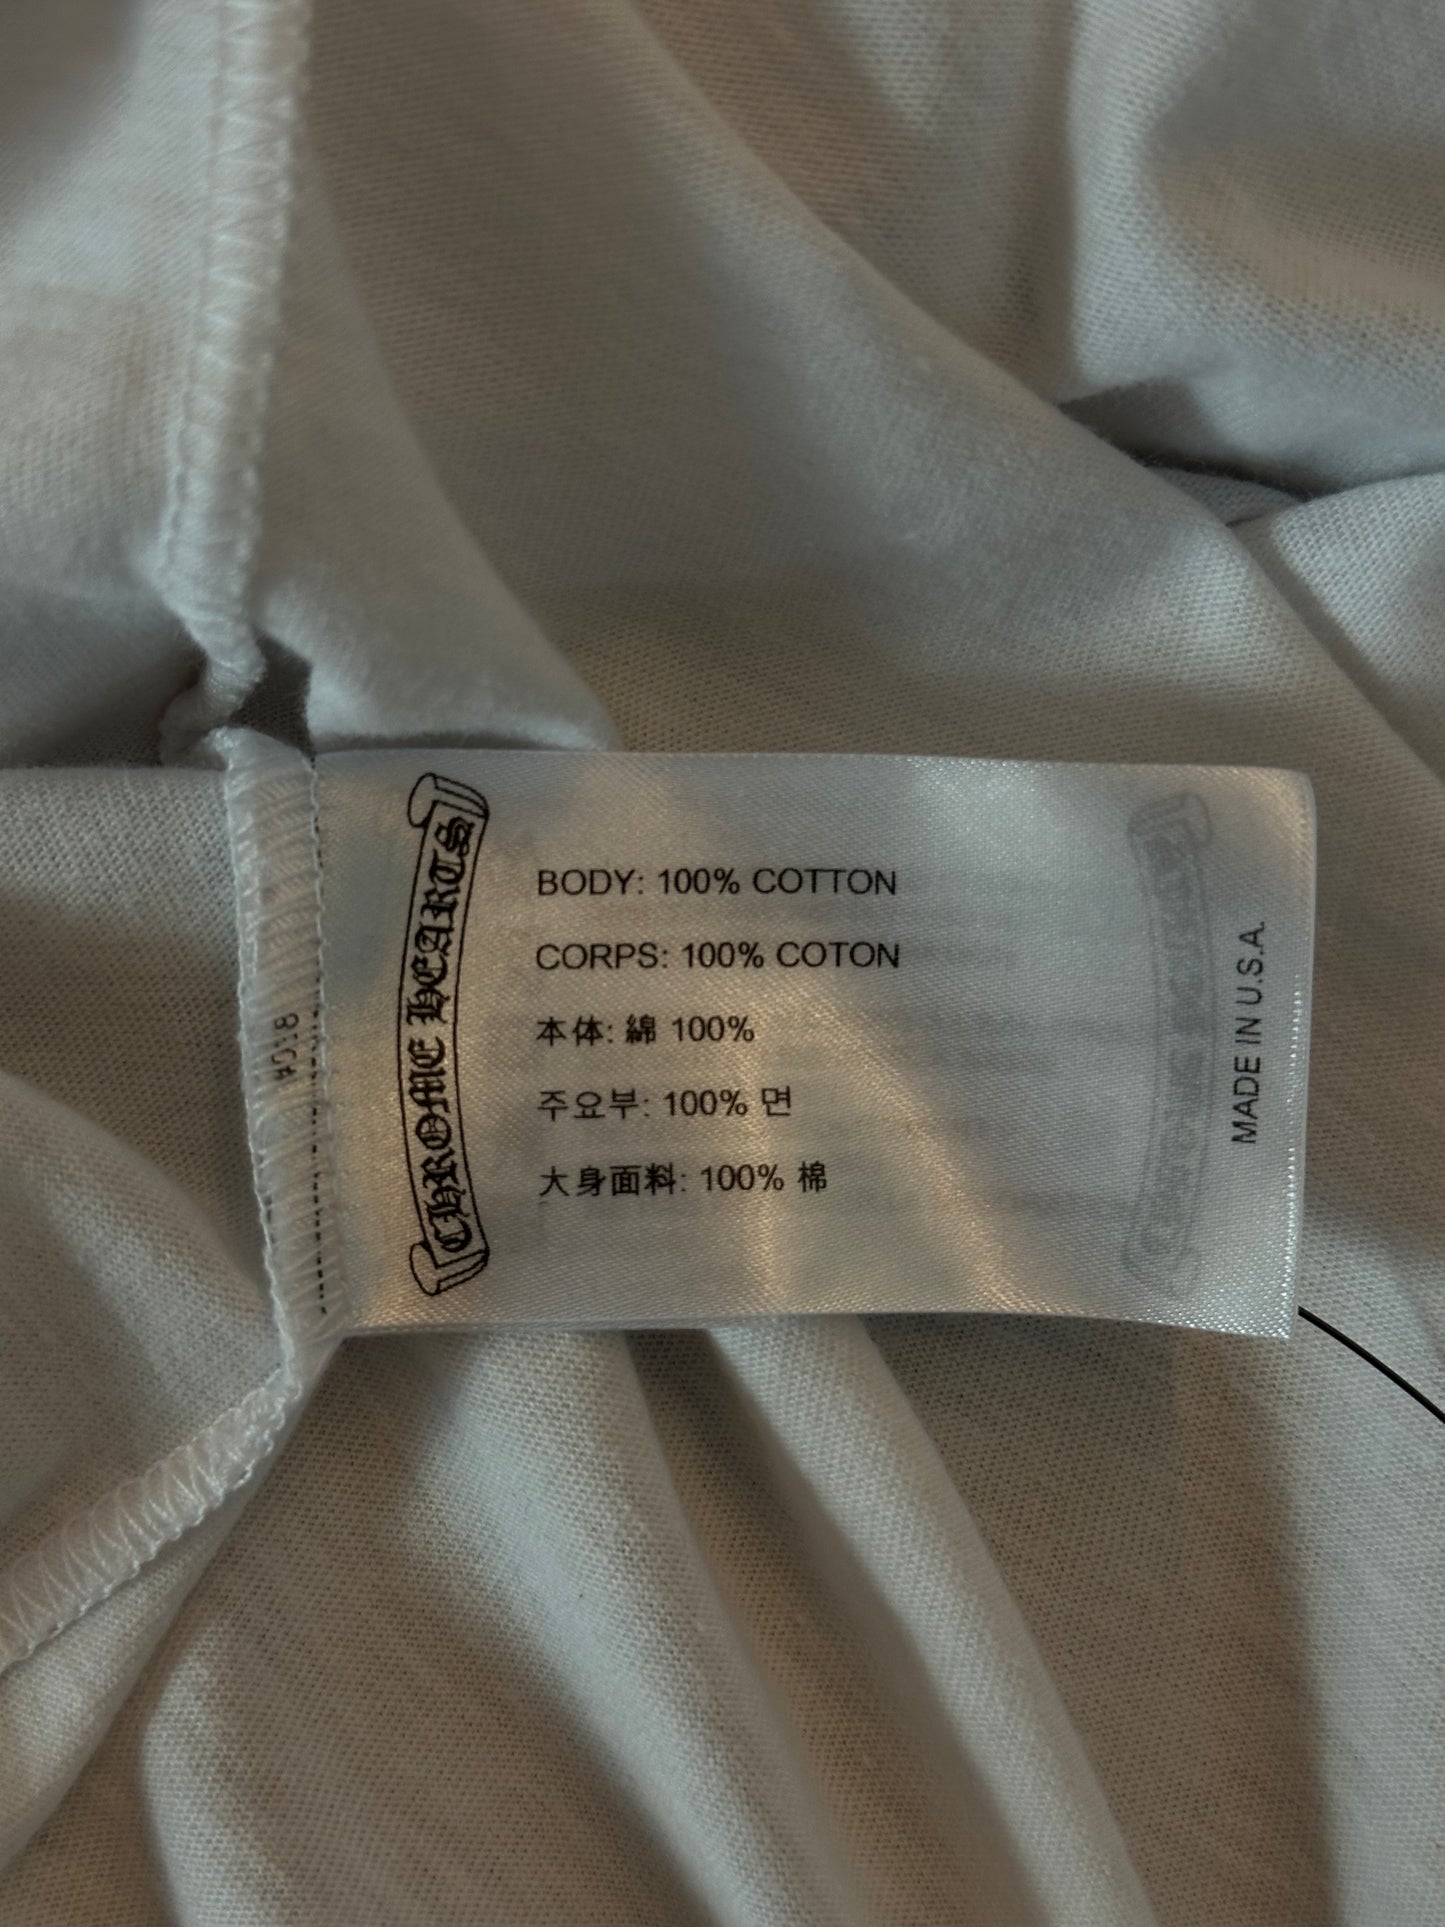 CHROME HEARTS
BODY: 100% COTTON
CORPS: 100% COTON
本体: 綿 100%
주요부: 100% 면
大身面料: 100% 棉
MADE IN U.S.A.
#018